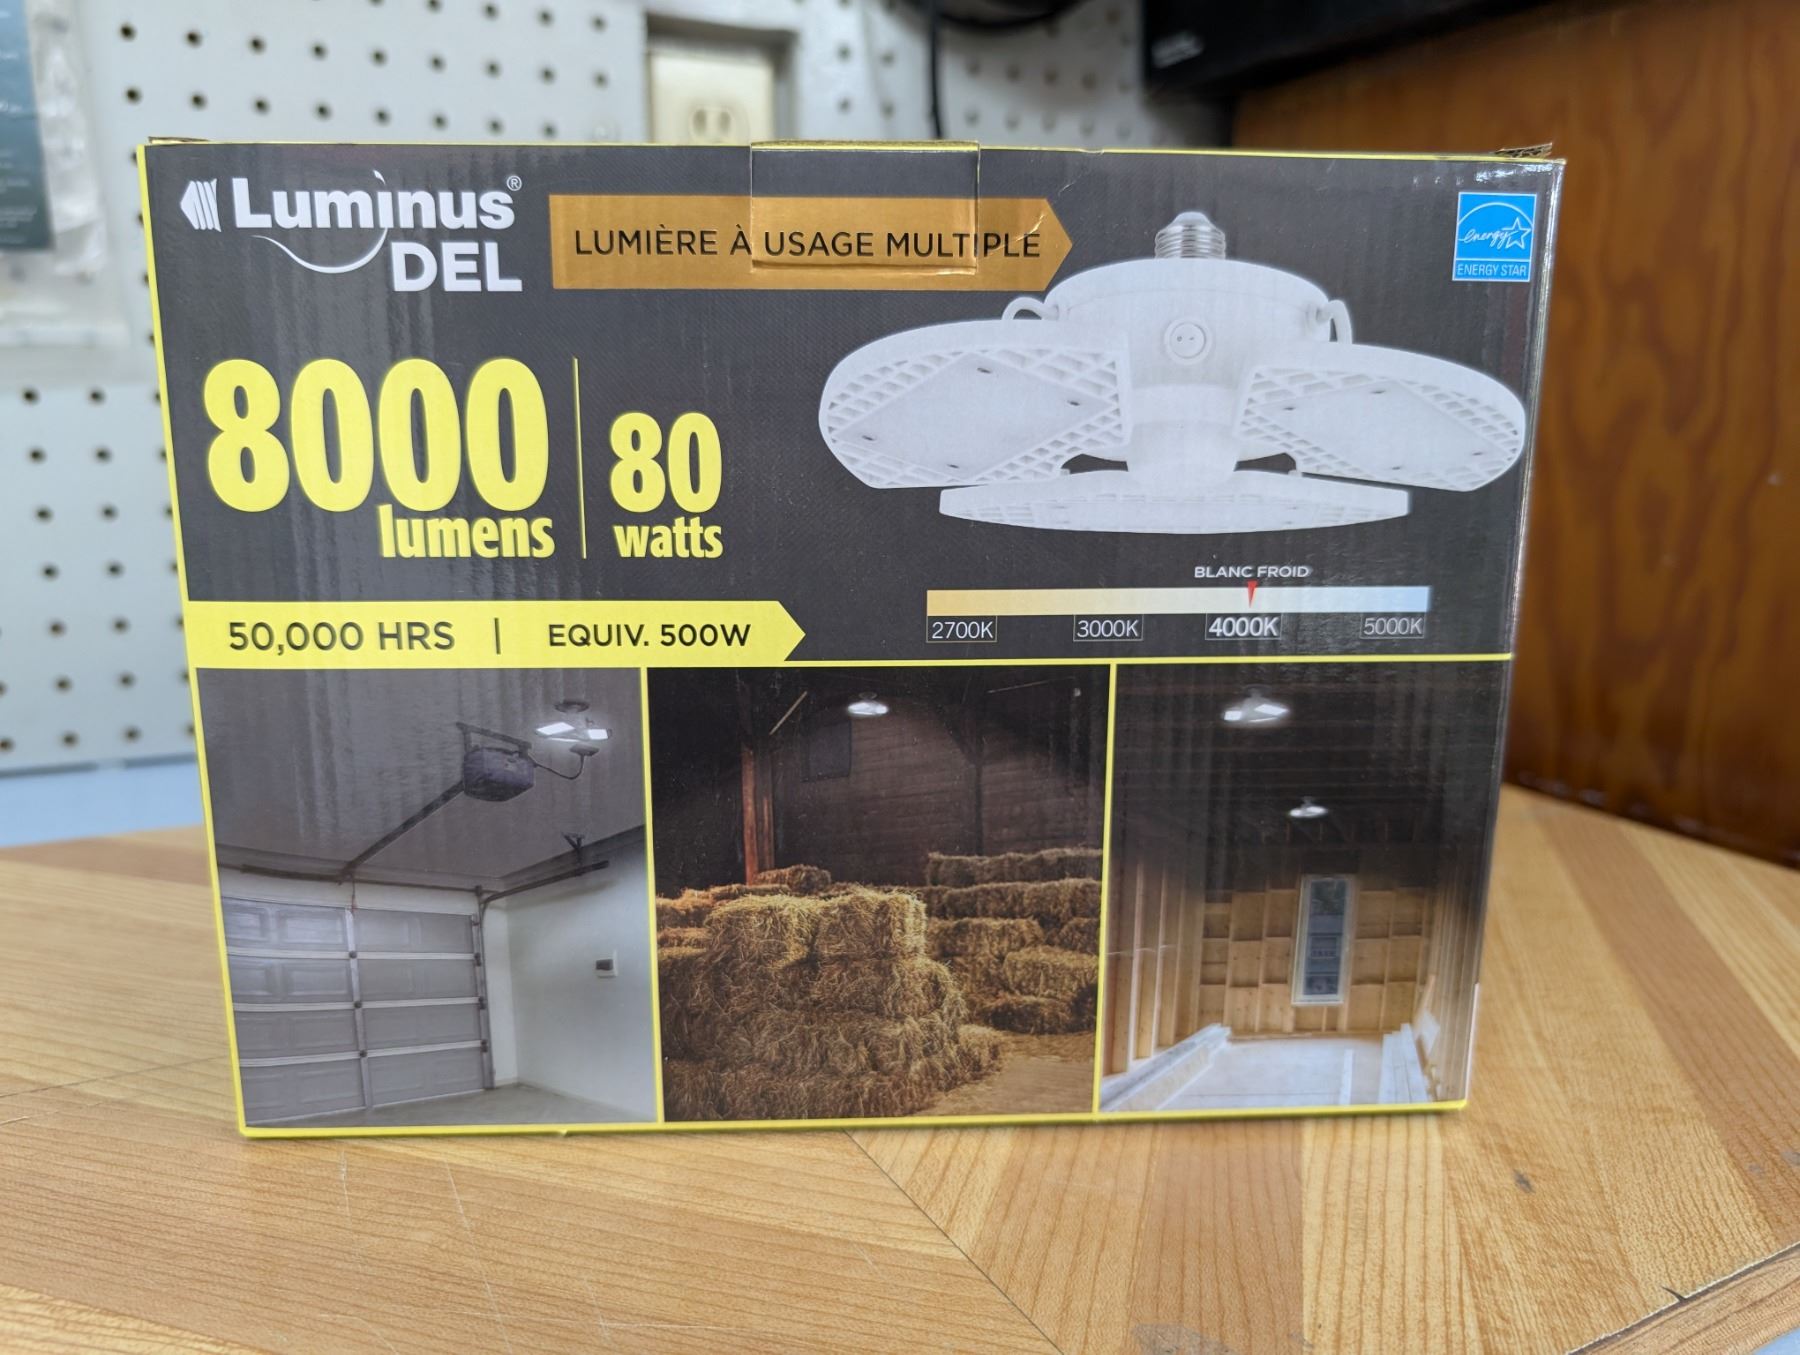 Luminus®
DEL
LUMIÈRE À USAGE MULTIPLE
energy
ENERGY STAR
8000
lumens
80
watts
BLANC FROID
2700K 3000K 4000K 5000K
50,000 HRS | EQUIV. 500W